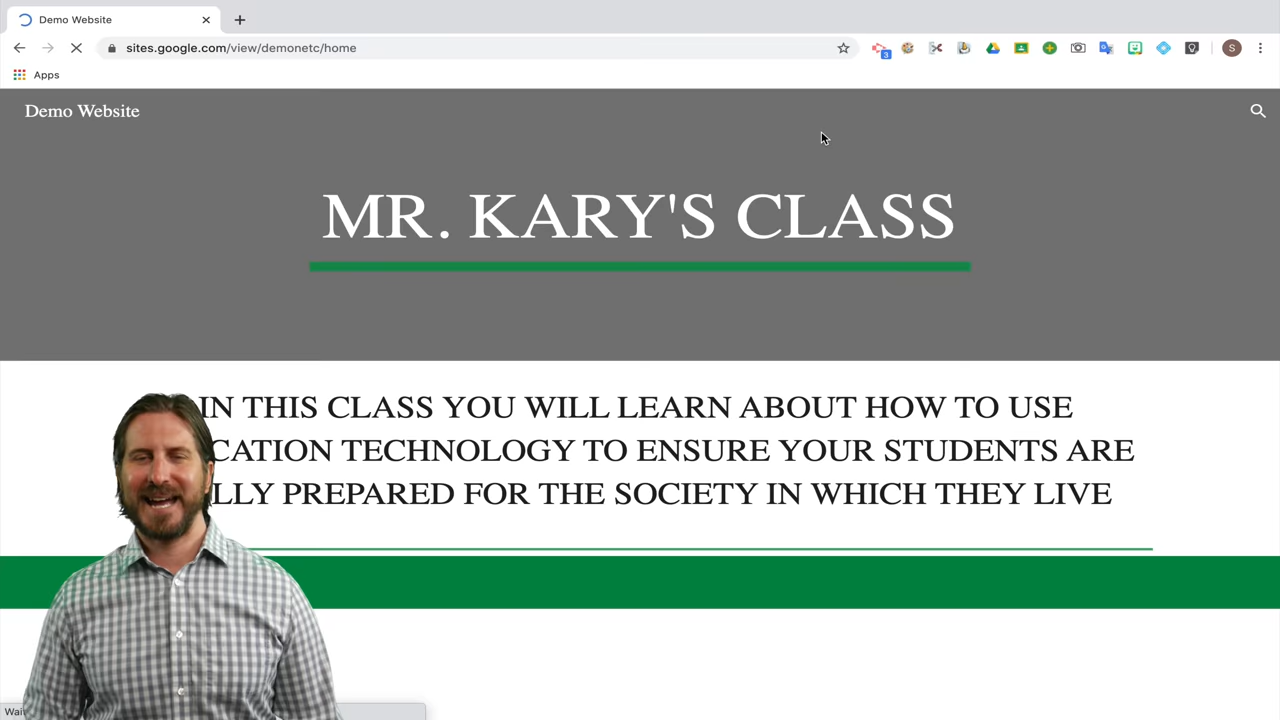 Demo Website
sites.google.com/view/demonetc/home
3
S
Apps
Demo Website
MR. KARY'S CLASS
IN THIS CLASS YOU WILL LEARN ABOUT HOW TO USE
CATION TECHNOLOGY TO ENSURE YOUR STUDENTS ARE
LLY PREPARED FOR THE SOCIETY IN WHICH THEY LIVE
Wai